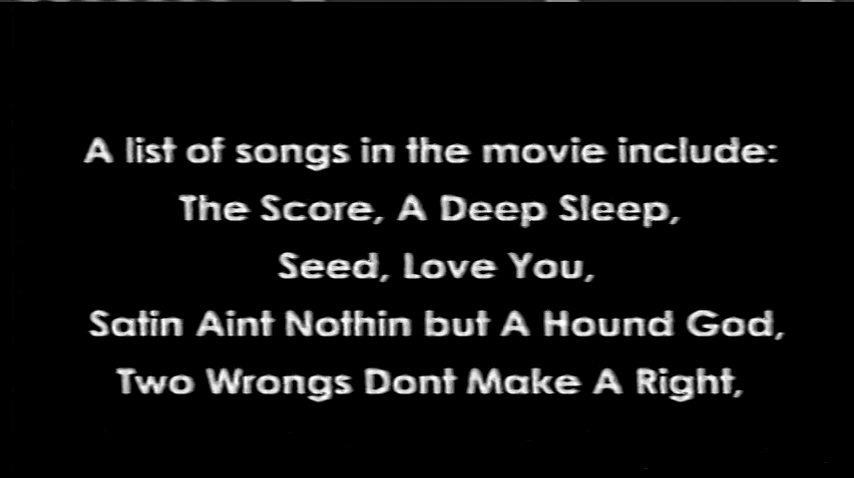 A list of songs in the movie include:
The Score, A Deep Sleep,
Seed, Love You,
Satin Aint Nothin but A Hound God,
Two Wrongs Dont Make A Right,